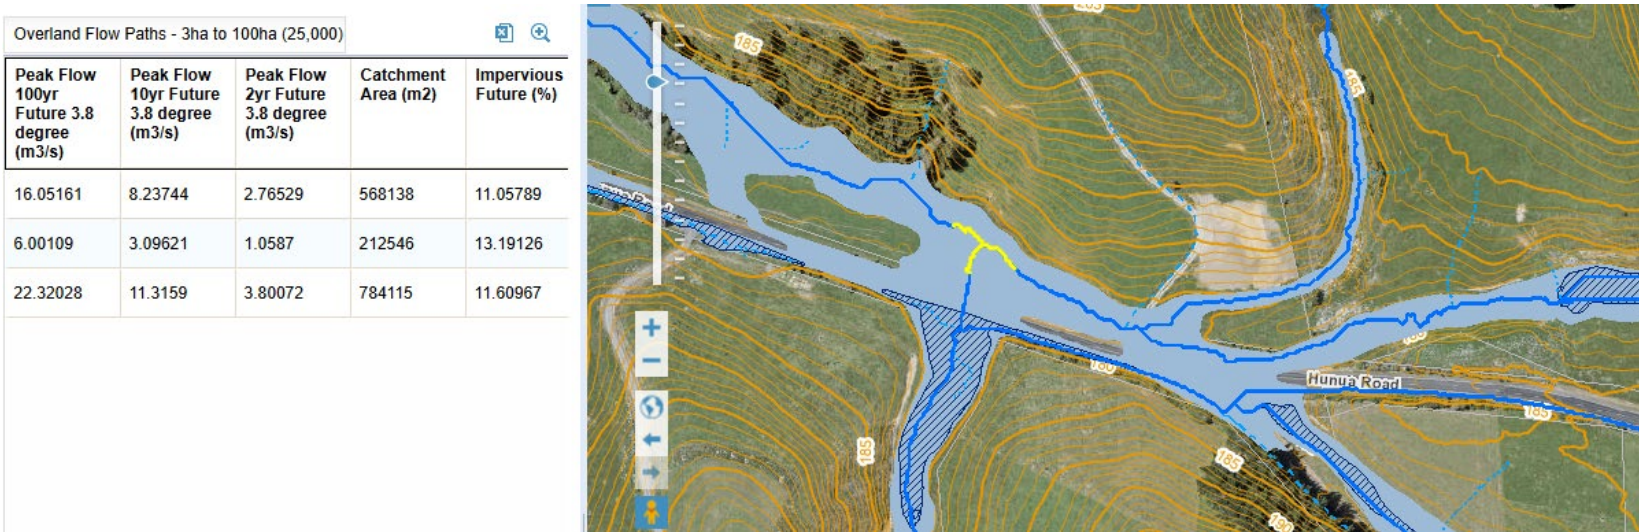 Overland Flow Paths - 3ha to 100ha (25,000)
Peak Flow 100yr Future 3.8 degree (m3/s)
Peak Flow 10yr Future 3.8 degree (m3/s)
Peak Flow 2yr Future 3.8 degree (m3/s)
Catchment Area (m2)
Impervious Future (%)
16.05161 8.23744 2.76529 568138 11.05789
6.00109 3.09621 1.0587 212546 13.19126
22.32028 11.3159 3.80072 784115 11.60967
185
185
180
Hunua Road
185
185
185
190